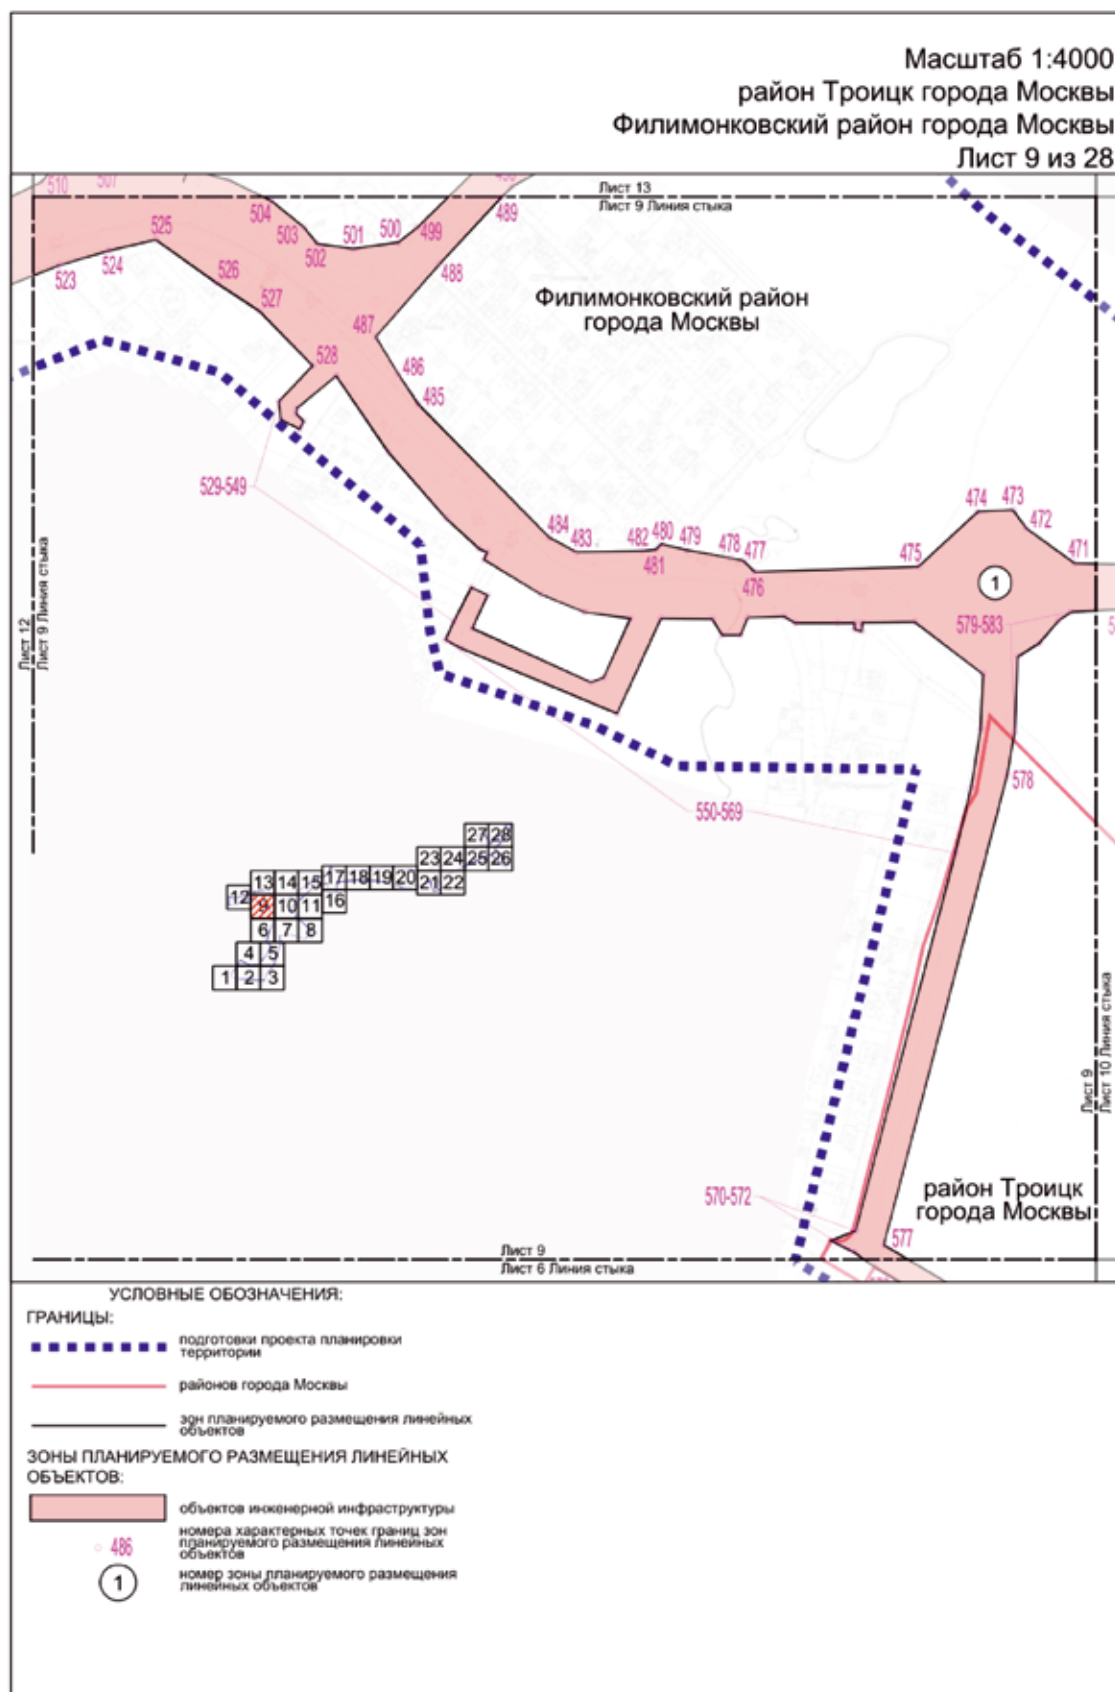 Масштаб 1:4000
район Троицк города Москвы
Филимонковский район города Москвы
Лист 9 из 28
Лист 13
Лист 9 Линия стыка
510
504
503
502
501
500
499
489
488
525
524
523
526
527
528
487
486
485
Филимонковский район
города Москвы
529-549
484
483
482
480
481
479
478
477
476
475
474
473
472
471
1
579-583
578
550-569
Лист 12
Лист 9 Линия стыка
27 28
23 24 25 26
13 14 15 17 18 19 20 21 22
12 9 10 11 16
6 7 8
4 5
1 2 3
Лист 9
Лист 10 Линия стыка
570-572
район Троицк
города Москвы
577
Лист 9
Лист 6 Линия стыка
УСЛОВНЫЕ ОБОЗНАЧЕНИЯ:
ГРАНИЦЫ:
подготовки проекта планировки
территории
районов города Москвы
зон планируемого размещения линейных
объектов
ЗОНЫ ПЛАНИРУЕМОГО РАЗМЕЩЕНИЯ ЛИНЕЙНЫХ
ОБЪЕКТОВ:
объектов инженерной инфраструктуры
486
номера характерных точек границ зон
планируемого размещения линейных
объектов
1
номер зоны планируемого размещения
линейных объектов